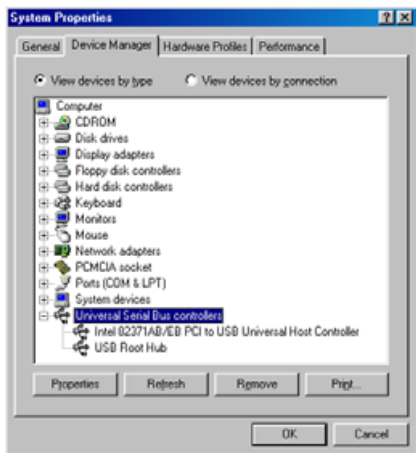 System Properties
General Device Manager Hardware Profiles Performance
View devices by type View devices by connection
Computer
CDROM
Disk drives
Display adapters
Floppy disk controllers
Hard disk controllers
Keyboard
Monitors
Mouse
Network adapters
PCMCIA socket
Ports (COM & LPT)
System devices
Universal Serial Bus controllers
Intel 82371AB/EB PCI to USB Universal Host Controller
USB Root Hub
Properties Refresh Remove Print...
OK Cancel